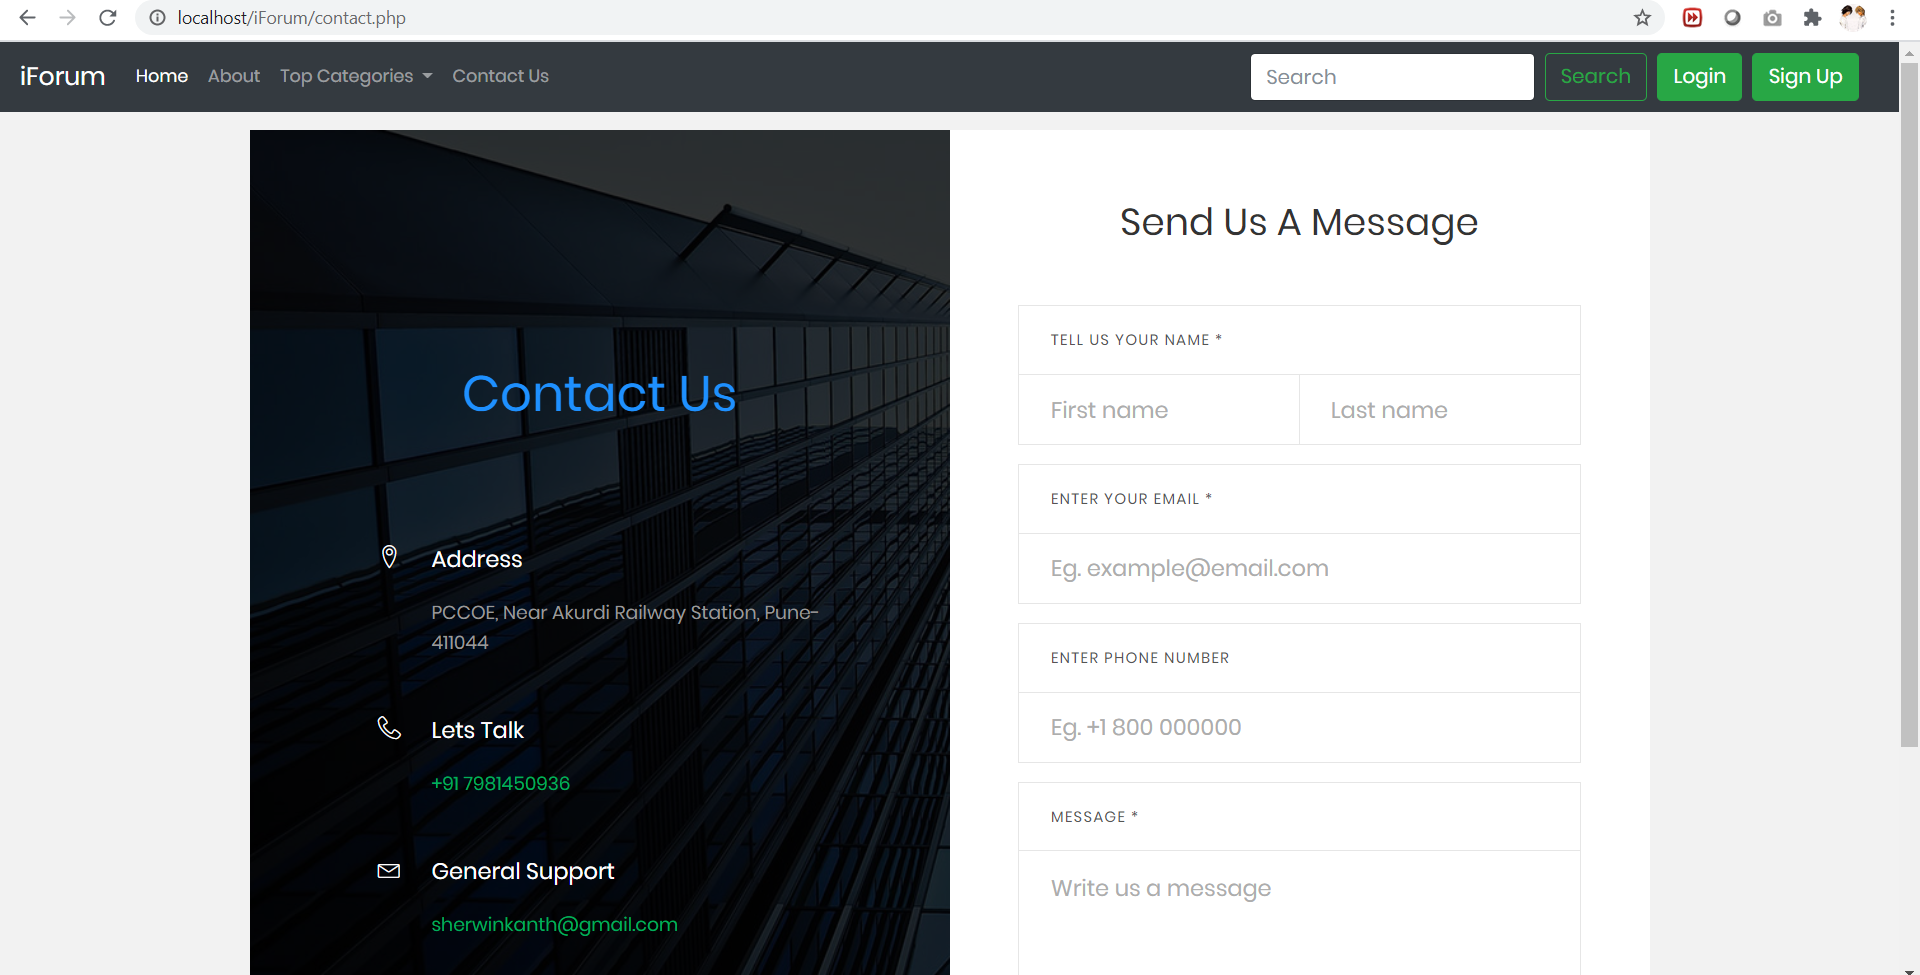 localhost/iForum/contact.php
iForum Home About Top Categories Contact Us Search Search Login Sign Up
Contact Us
Address
PCCOE, Near Akurdi Railway Station, Pune-
411044
Lets Talk
+91 7981450936
General Support
sherwinkanth@gmail.com
Send Us A Message
TELL US YOUR NAME *
First name Last name
ENTER YOUR EMAIL *
Eg. example@email.com
ENTER PHONE NUMBER
Eg. +1 800 000000
MESSAGE *
Write us a message